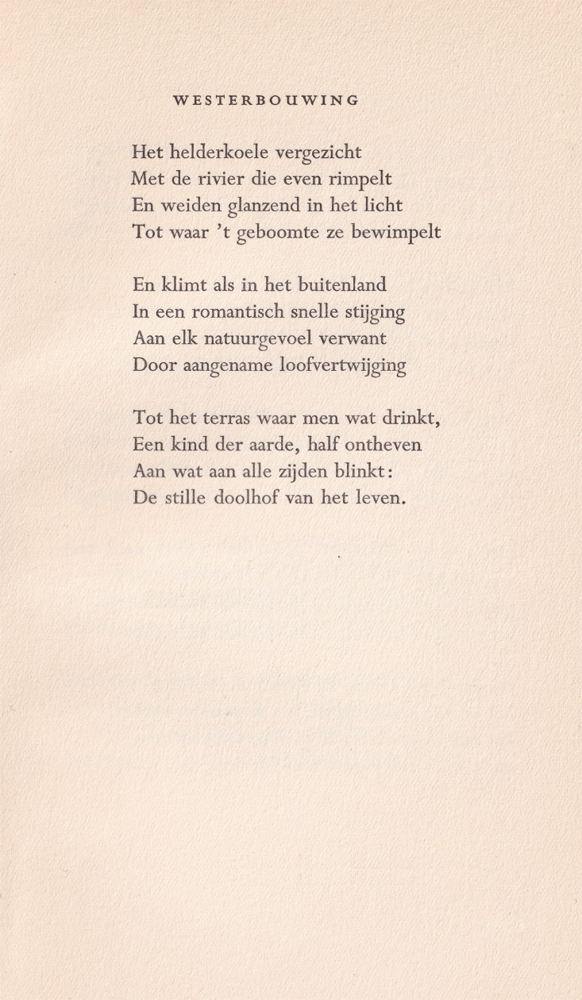 WESTERBOUWING
Het helderkoele vergezicht
Met de rivier die even rimpelt
En weiden glanzend in het licht
Tot waar ’t geboomte ze bewimpelt
En klimt als in het buitenland
In een romantisch snelle stijging
Aan elk natuurgevoel verwant
Door aangename loofvertwijging
Tot het terras waar men wat drinkt,
Een kind der aarde, half ontheven
Aan wat aan alle zijden blinkt:
De stille doolhof van het leven.